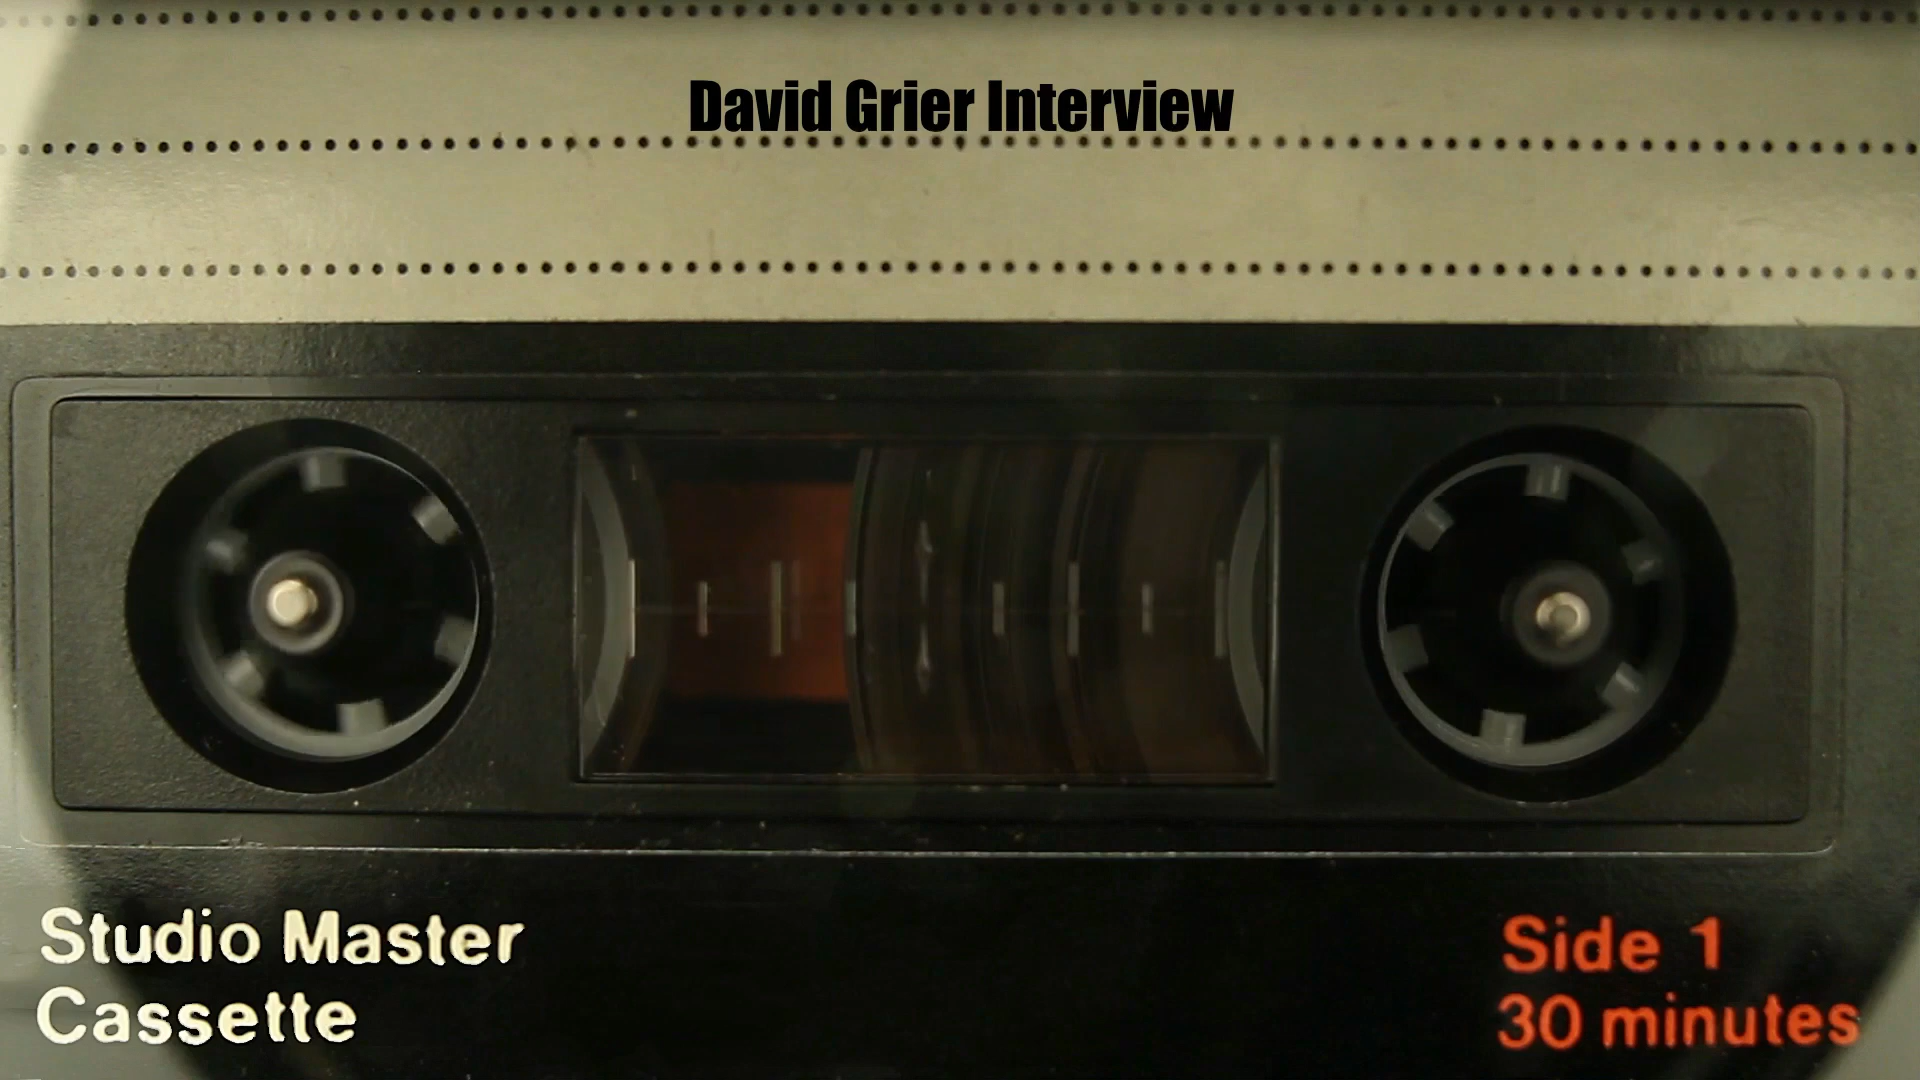 David Grier Interview
Studio Master
Cassette
Side 1
30 minutes